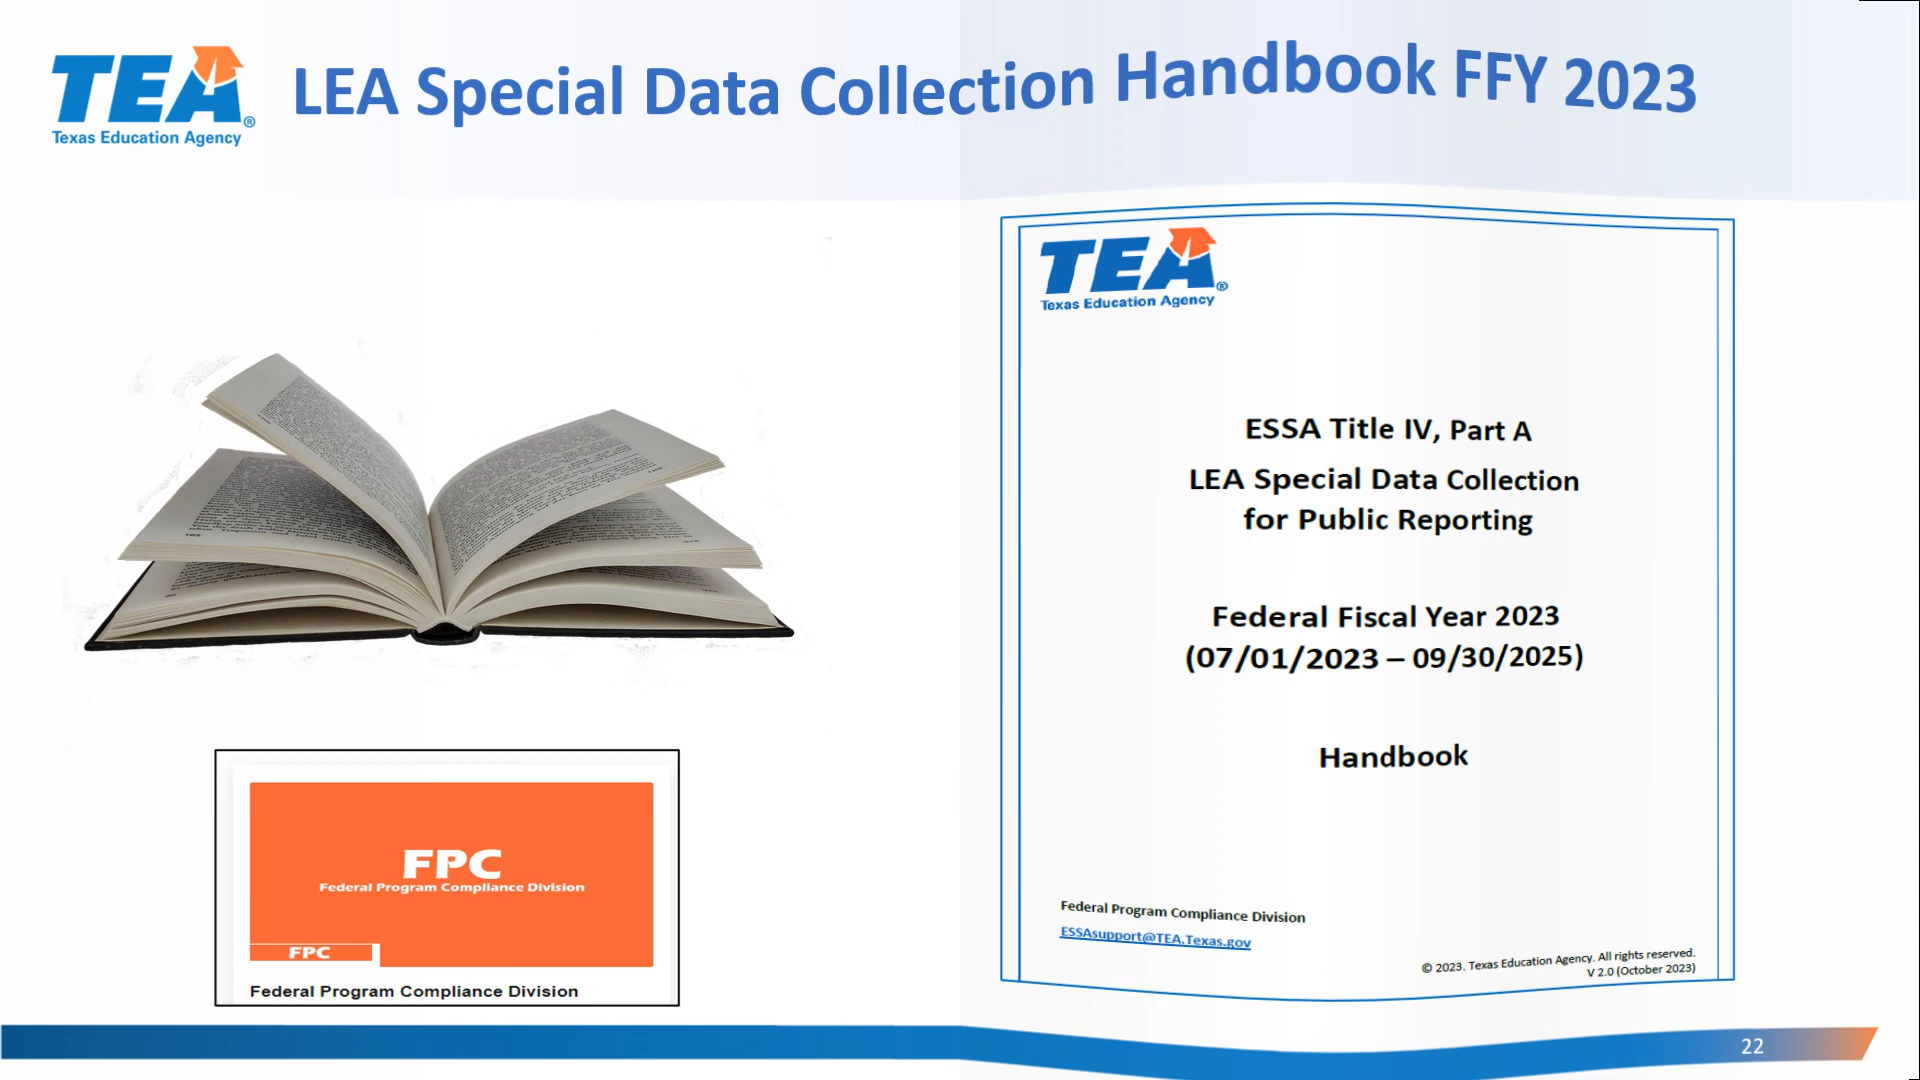 TEA®
Texas Education Agency
LEA Special Data Collection Handbook FFY 2023
TEA®
Texas Education Agency
ESSA Title IV, Part A
LEA Special Data Collection
for Public Reporting
Federal Fiscal Year 2023
(07/01/2023 – 09/30/2025)
Handbook
Federal Program Compliance Division
ESSAsupport@TEA.Texas.gov
© 2023. Texas Education Agency. All rights reserved.
V 2.0 (October 2023)
FPC
Federal Program Compliance Division
FPC
Federal Program Compliance Division
22